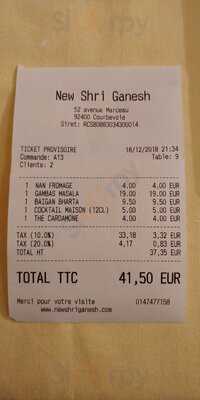 New Shri Ganesh
52 avenue Marceau
92400 Courbevoie
Siret: RCS80860034300014
TICKET PROVISOIRE 16/12/2018 21:34
Commande: A13 Table: 9
Clients: 2
1 NAN FROMAGE 4,00 4,00 EUR
1 GAMBAS MASALA 19,00 19,00 EUR
1 BAIGAN BHARTA 9,50 9,50 EUR
1 COCKTAIL MAISON (12CL) 5,00 5,00 EUR
1 THE CARDAMONE 4,00 4,00 EUR
TAX (10.0%) 33,18 3,32 EUR
TAX (20.0%) 4,17 0,83 EUR
TOTAL HT 37,35 EUR
TOTAL TTC 41,50 EUR
Merci pour votre visite 0147477158
www.newshriganesh.com